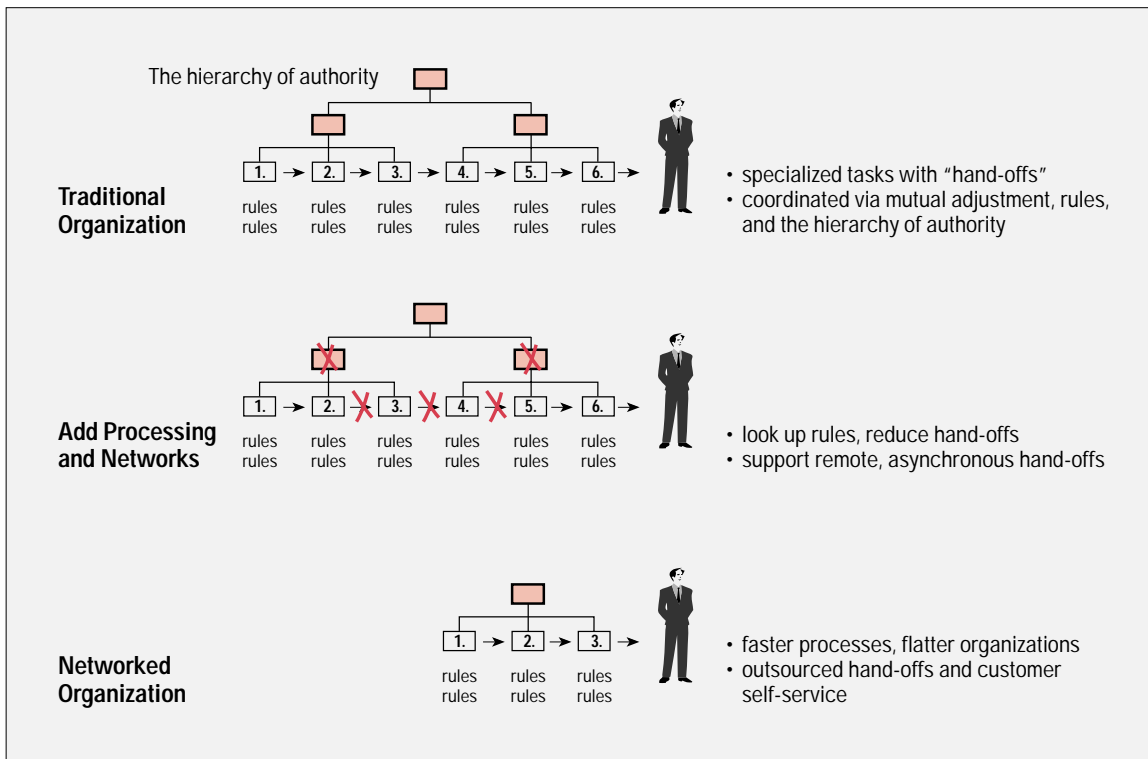 The hierarchy of authority
1. 2. 3. 4. 5. 6.
Traditional
Organization
rules rules rules rules rules rules
rules rules rules rules rules rules
• specialized tasks with “hand-offs”
• coordinated via mutual adjustment, rules,
and the hierarchy of authority
1. 2. 3. 4. 5. 6.
Add Processing
and Networks
rules rules rules rules rules rules
rules rules rules rules rules rules
• look up rules, reduce hand-offs
• support remote, asynchronous hand-offs
1. 2. 3.
Networked
Organization
rules rules rules
rules rules rules
• faster processes, flatter organizations
• outsourced hand-offs and customer
self-service